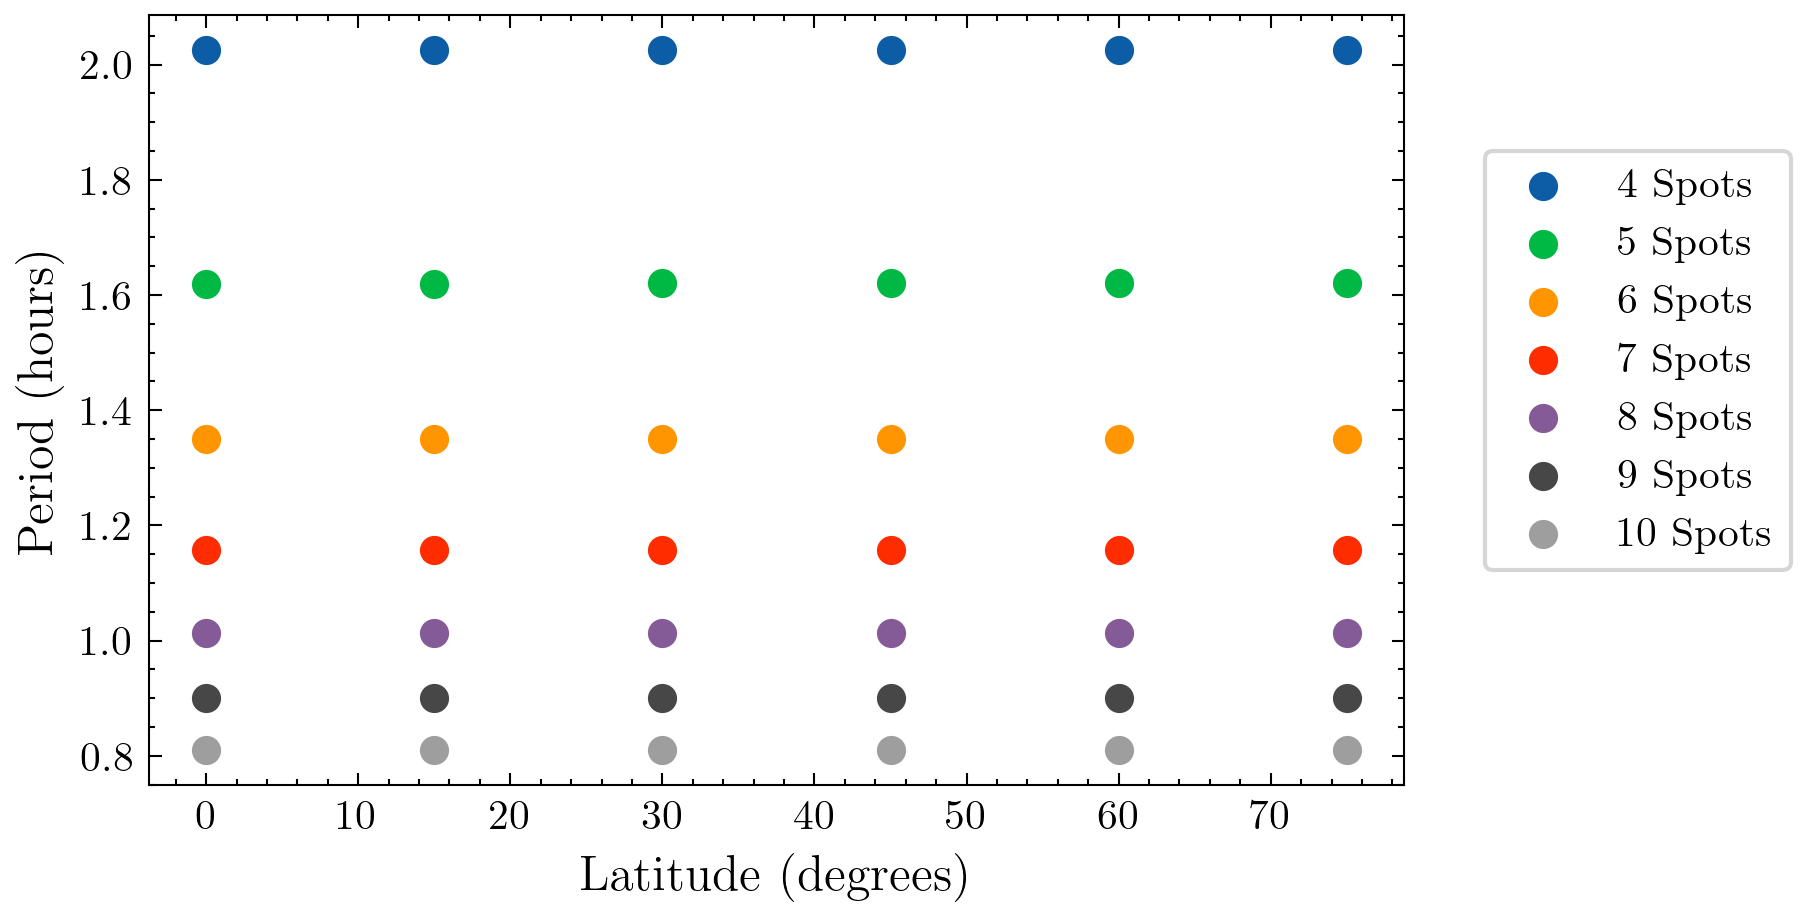 2.0
1.8
1.6
1.4
1.2
1.0
0.8
Period (hours)
0 10 20 30 40 50 60 70
Latitude (degrees)
4 Spots
5 Spots
6 Spots
7 Spots
8 Spots
9 Spots
10 Spots